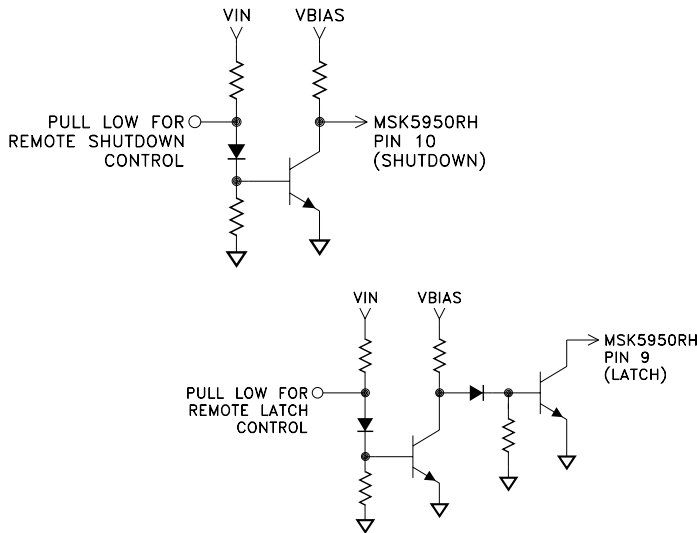 VIN
VBIAS
PULL LOW FOR
REMOTE SHUTDOWN
CONTROL
MSK5950RH
PIN 10
(SHUTDOWN)
VIN
VBIAS
MSK5950RH
PIN 9
(LATCH)
PULL LOW FOR
REMOTE LATCH
CONTROL